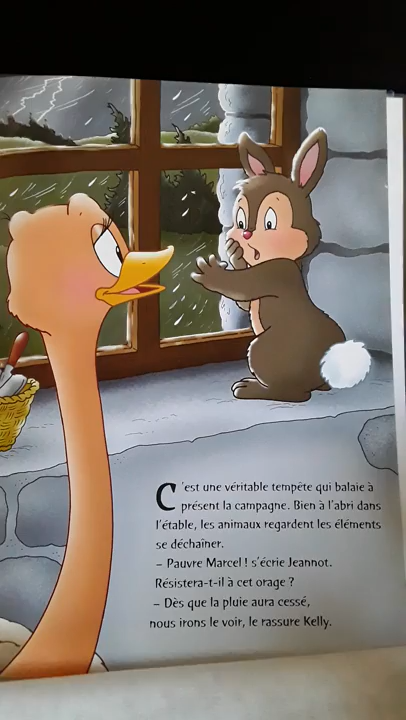 C'est une véritable tempête qui balaie à
présent la campagne. Bien à l'abri dans
l'étable, les animaux regardent les éléments
se déchaîner.
– Pauvre Marcel ! s'écrie Jeannot.
Résistera-t-il à cet orage ?
– Dès que la pluie aura cessé,
nous irons le voir, le rassure Kelly.